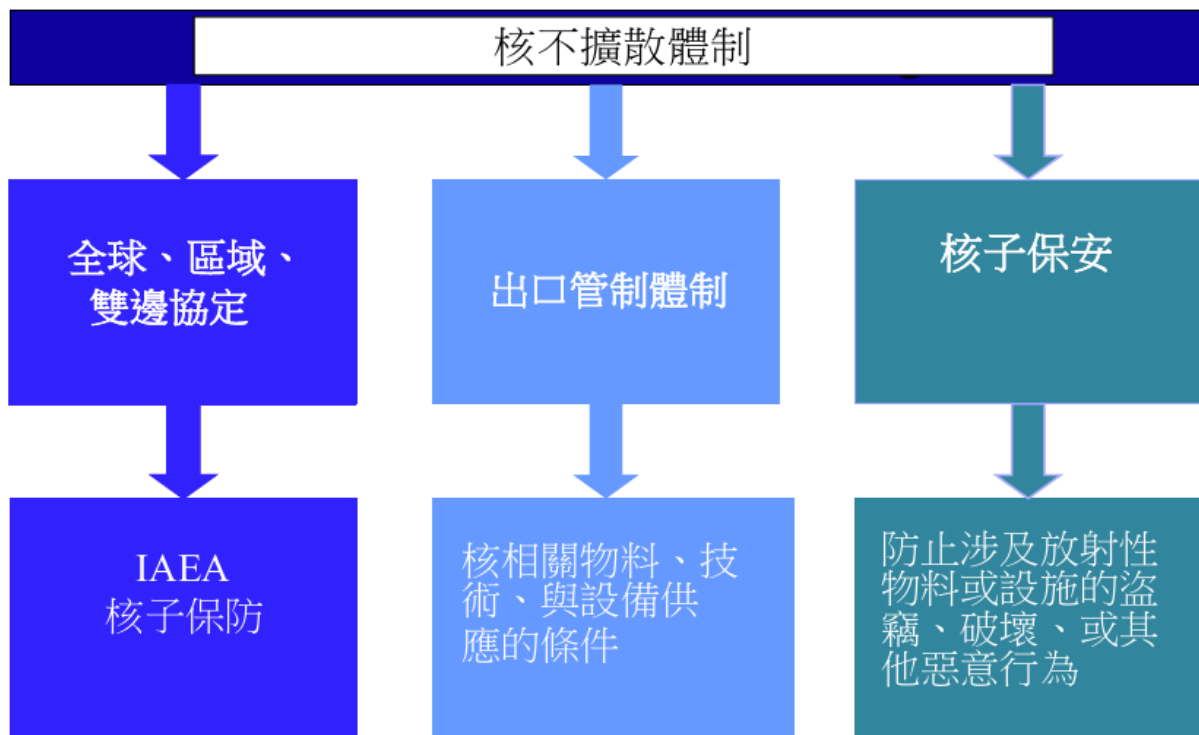 核不擴散體制
全球、區域、
雙邊協定
出口管制體制
核子保安
IAEA
核子保防
核相關物料、技
術、與設備供
應的條件
防止涉及放射性
物料或設施的盜
竊、破壞、或其
他惡意行為